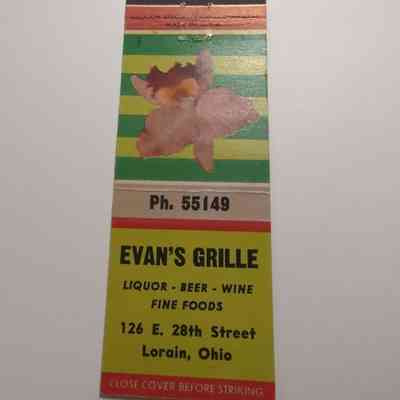 Ph. 55149
EVAN'S GRILLE
LIQUOR - BEER - WINE
FINE FOODS
126 E. 28th Street
Lorain, Ohio
CLOSE COVER BEFORE STRIKING